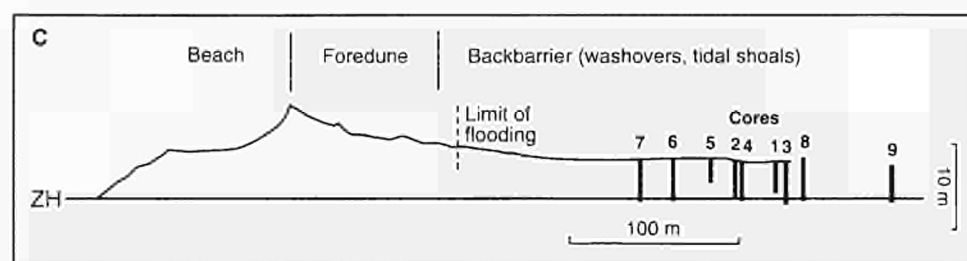 C
Beach
Foredune
Backbarrier (washovers, tidal shoals)
Limit of
flooding
Cores
7 6 5 2 4 1 3 8 9
ZH
10 m
100 m